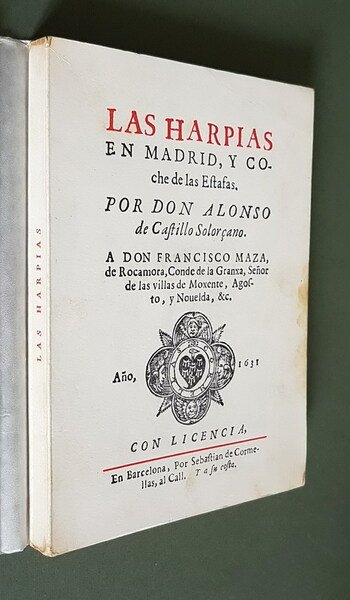 LAS HARPIAS
LAS HARPIAS
EN MADRID, Y CO-
che de las Eſtafas.
POR DON ALONSO
de Caſtillo Solorçano.
A DON FRANCISCO MAZA,
de Rocamora, Conde de la Granxa, Señor
de las villas de Moxente, Agoſ-
to, y Nouelda, &c.
Año, 1631
CON LICENCIA,
En Barcelona, Por Sebaſtian de Corme-
llas, al Call. Y a ſu coſta.